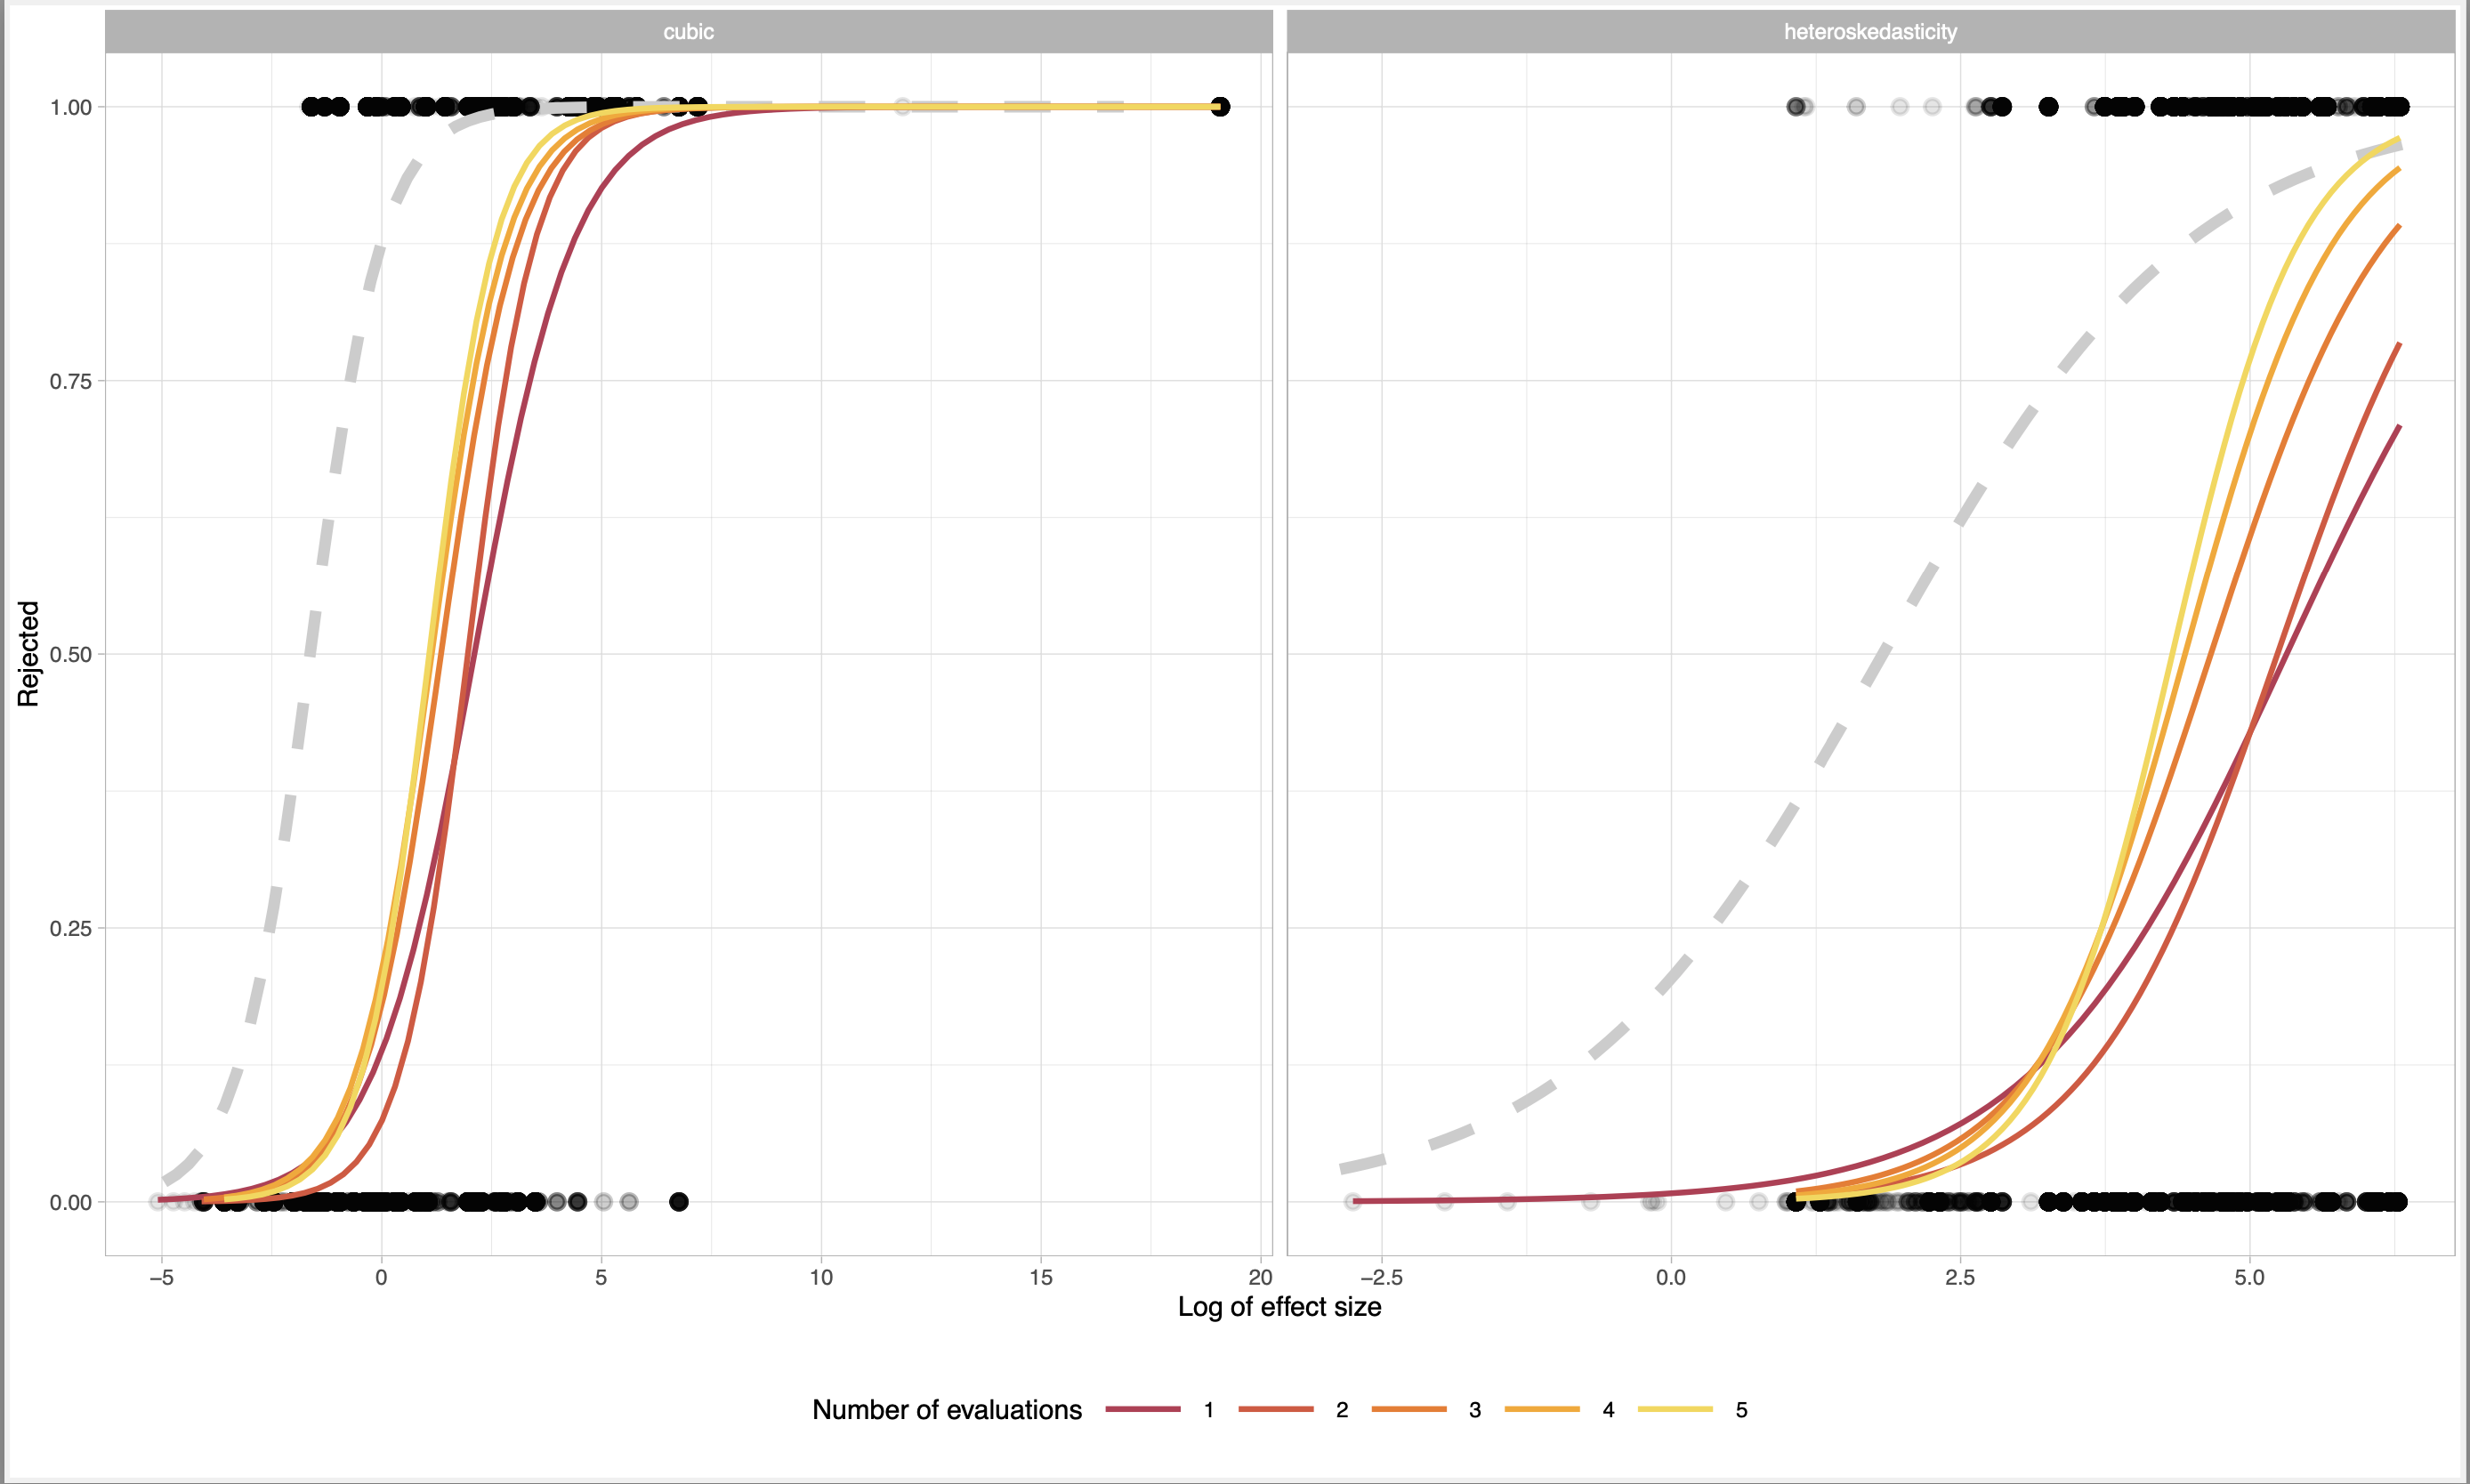 cubic
heteroskedasticity
1.00
0.75
0.50
0.25
0.00
Rejected
−5 0 5 10 15 20
−2.5 0.0 2.5 5.0
Log of effect size
Number of evaluations 1 2 3 4 5